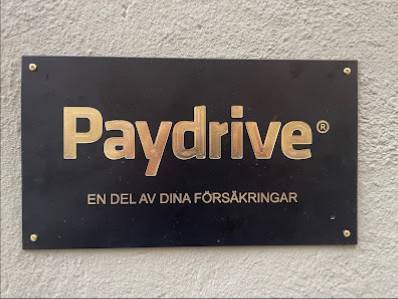 Paydrive®
EN DEL AV DINA FÖRSÄKRINGAR